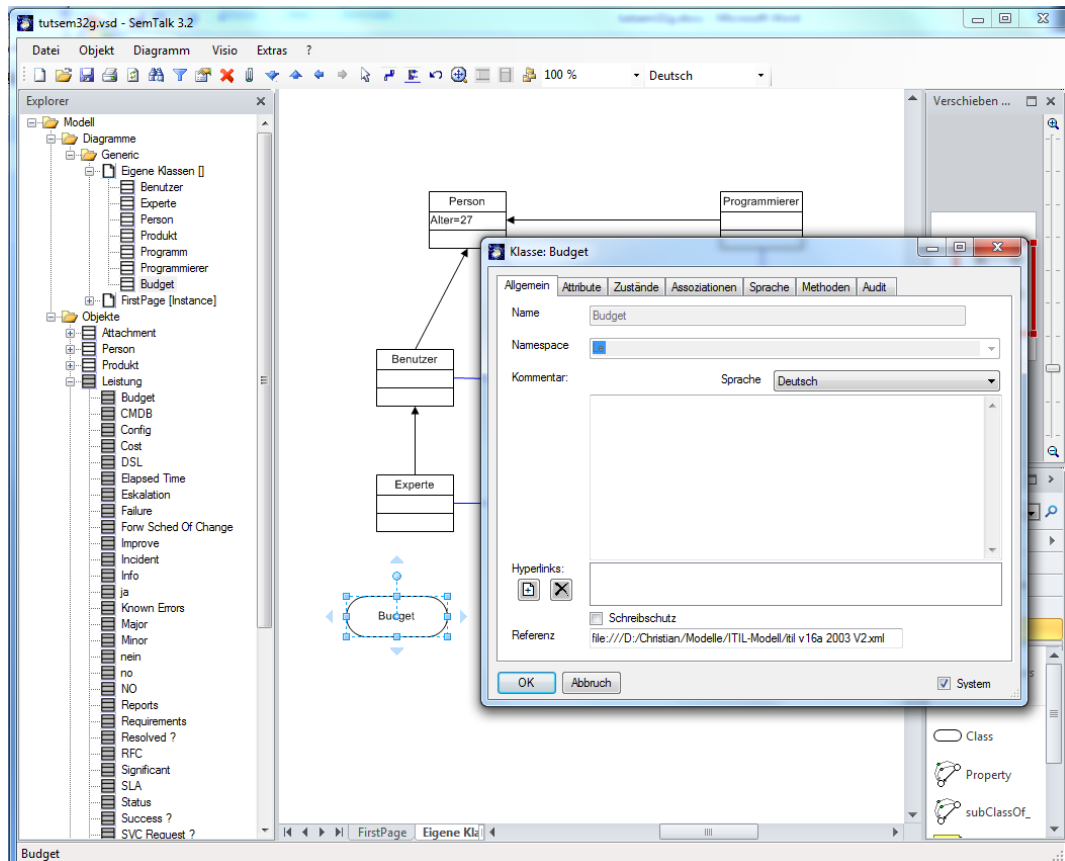 tutsem32g.vsd - SemTalk 3.2
Datei Objekt Diagramm Visio Extras ?
100 % Deutsch
Explorer
Modell
Diagramme
Generic
Eigene Klassen []
Benutzer
Experte
Person
Produkt
Programm
Programmierer
Budget
FirstPage [Instance]
Objekte
Attachment
Person
Produkt
Leistung
Budget
CMDB
Config
Cost
DSL
Elapsed Time
Eskalation
Failure
Forw Sched Of Change
Improve
Incident
Info
ja
Known Errors
Major
Minor
nein
no
NO
Reports
Requirements
Resolved ?
RFC
Significant
SLA
Status
Success ?
SVC Request ?
Person
Alter=27
Programmierer
Benutzer
Experte
Budget
Klasse: Budget
Allgemein Attribute Zustände Assoziationen Sprache Methoden Audit
Name Budget
Namespace
Kommentar: Sprache Deutsch
Hyperlinks:
Schreibschutz
Referenz file:///D:/Christian/Modelle/ITIL-Modell/itil v16a 2003 V2.xml
OK Abbruch System
Verschieben ...
Class
Property
subClassOf_
FirstPage Eigene Kla
Budget